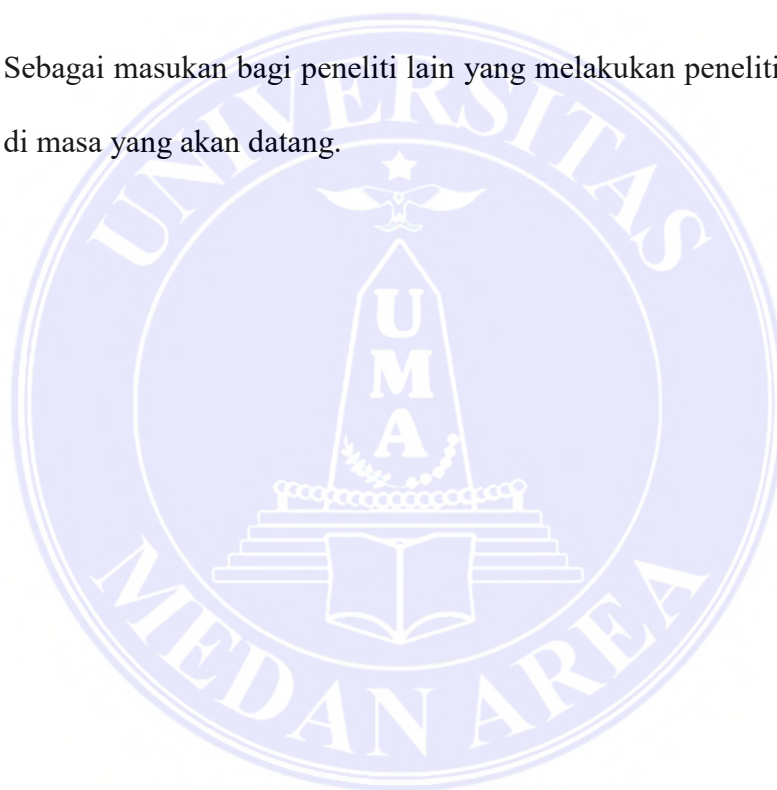 Sebagai masukan bagi peneliti lain yang melakukan peneliti
di masa yang akan datang.
UNIVERSITAS
UMA
MEDAN AREA